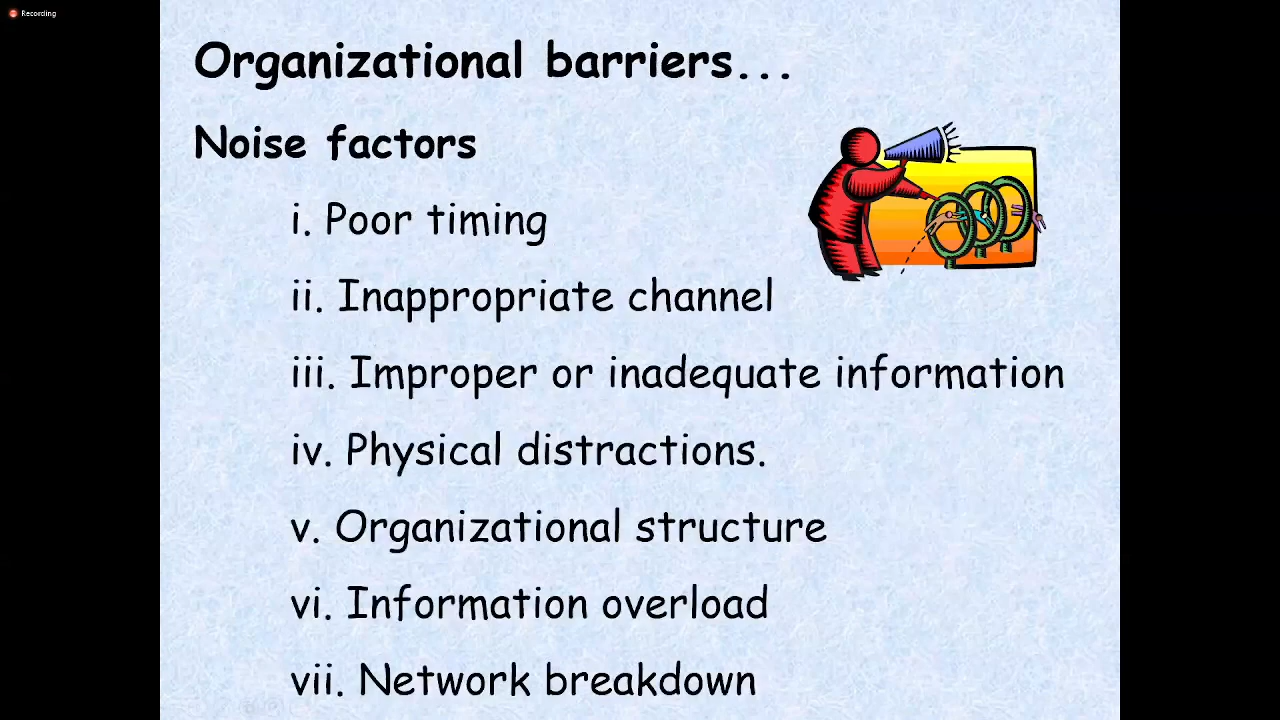 Recording
Organizational barriers...
Noise factors
i. Poor timing
ii. Inappropriate channel
iii. Improper or inadequate information
iv. Physical distractions.
v. Organizational structure
vi. Information overload
vii. Network breakdown